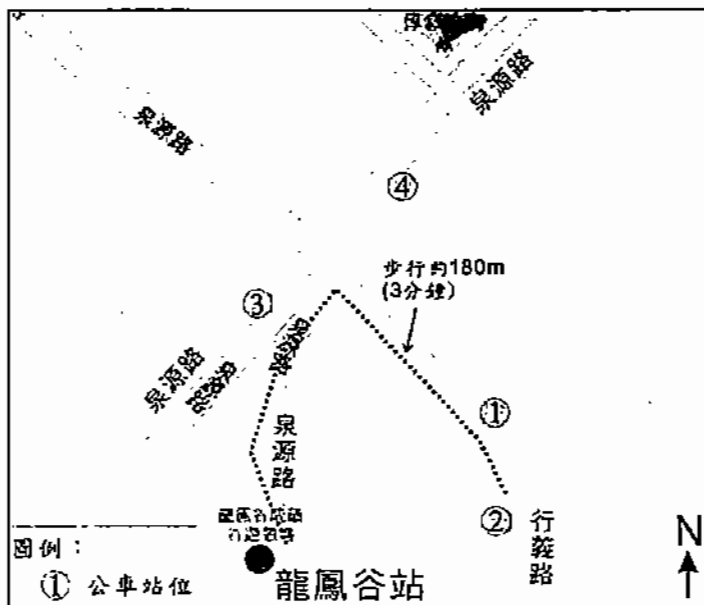 泉源路
泉源路
④
步行約180m
(3分鐘)
③
泉源路
①
泉源路
②
行義路
N
圖例：
① 公車站位
龍鳳谷站